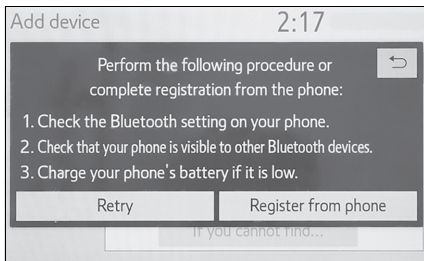 Add device
2:17
Perform the following procedure or
complete registration from the phone:
1. Check the Bluetooth setting on your phone.
2. Check that your phone is visible to other Bluetooth devices.
3. Charge your phone's battery if it is low.
Retry
Register from phone
If you cannot find...